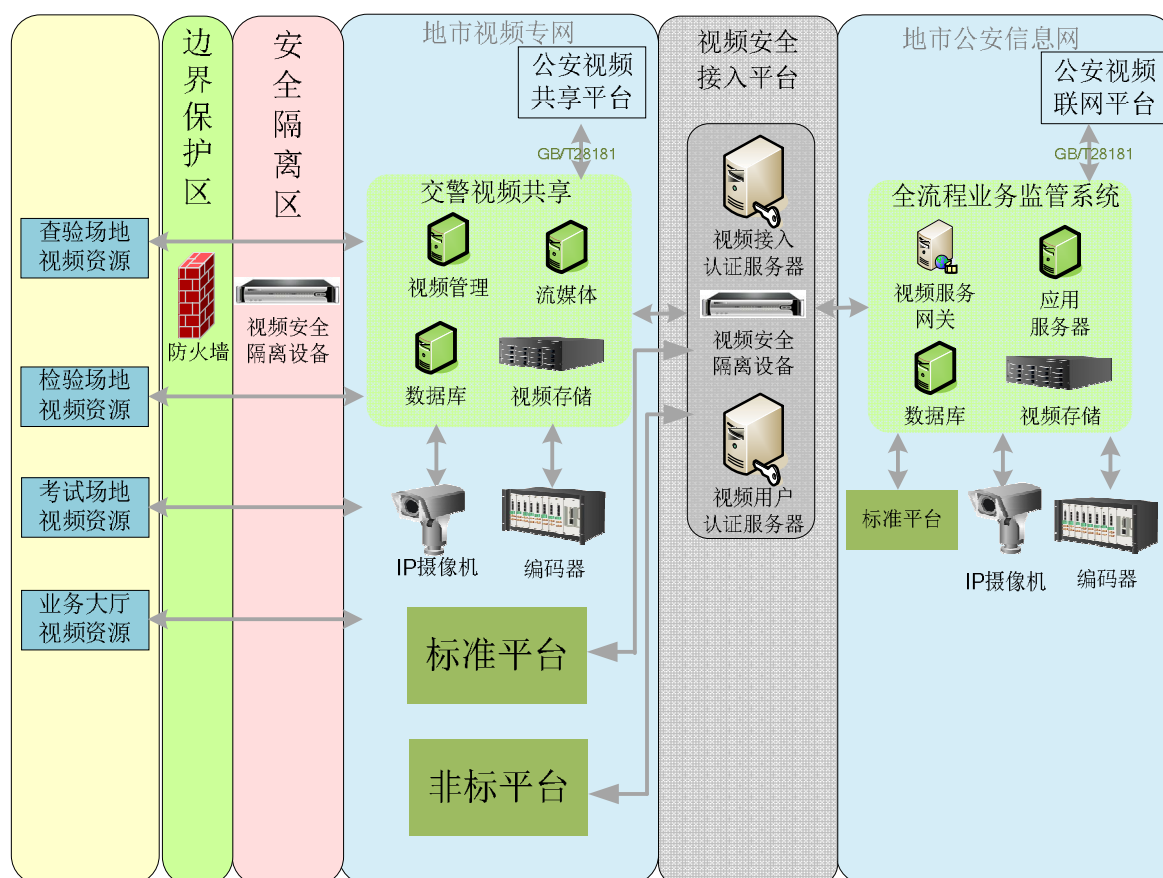 边
界
保
护
区
防火墙
安
全
隔
离
区
视频安全
隔离设备
查验场地
视频资源
检验场地
视频资源
考试场地
视频资源
业务大厅
视频资源
地市视频专网
公安视频
共享平台
GB/T28181
交警视频共享
视频管理
流媒体
数据库
视频存储
IP摄像机
编码器
标准平台
非标平台
视频安全
接入平台
视频接入
认证服务器
视频安全
隔离设备
视频用户
认证服务器
地市公安信息网
公安视频
联网平台
GB/T28181
全流程业务监管系统
视频服务
网关
应用
服务器
数据库
视频存储
标准平台
IP摄像机
编码器